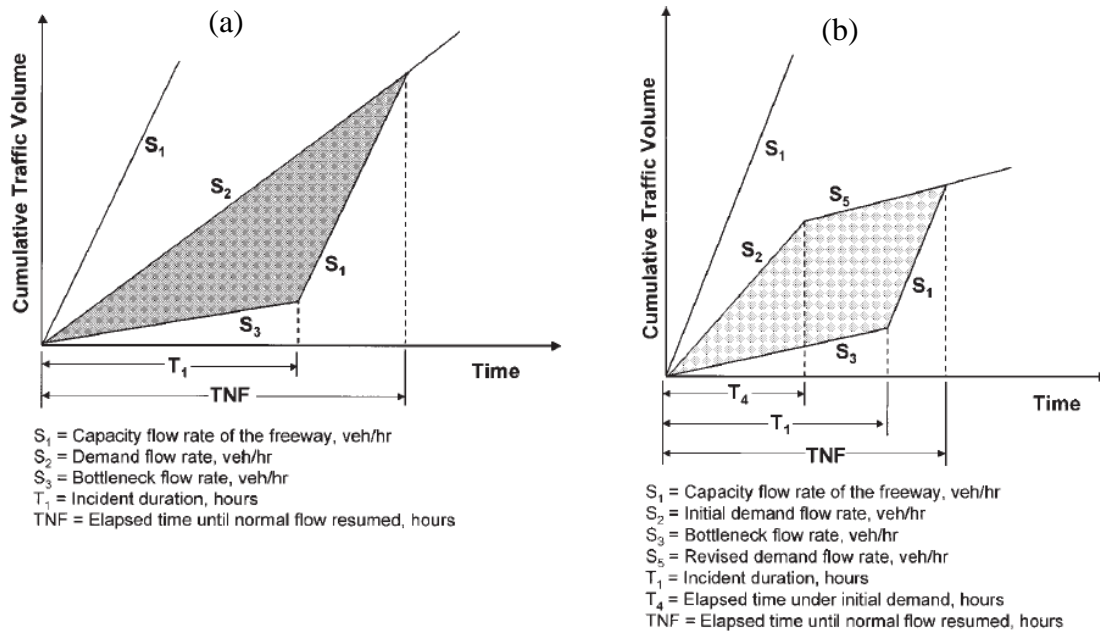 (a)
Cumulative Traffic Volume
S₁
S₂
S₁
S₃
T₁
Time
TNF
S₁ = Capacity flow rate of the freeway, veh/hr
S₂ = Demand flow rate, veh/hr
S₃ = Bottleneck flow rate, veh/hr
T₁ = Incident duration, hours
TNF = Elapsed time until normal flow resumed, hours
(b)
Cumulative Traffic Volume
S₁
S₅
S₂
S₁
S₃
T₄
Time
T₁
TNF
S₁ = Capacity flow rate of the freeway, veh/hr
S₂ = Initial demand flow rate, veh/hr
S₃ = Bottleneck flow rate, veh/hr
S₅ = Revised demand flow rate, veh/hr
T₁ = Incident duration, hours
T₄ = Elapsed time under initial demand, hours
TNF = Elapsed time until normal flow resumed, hours